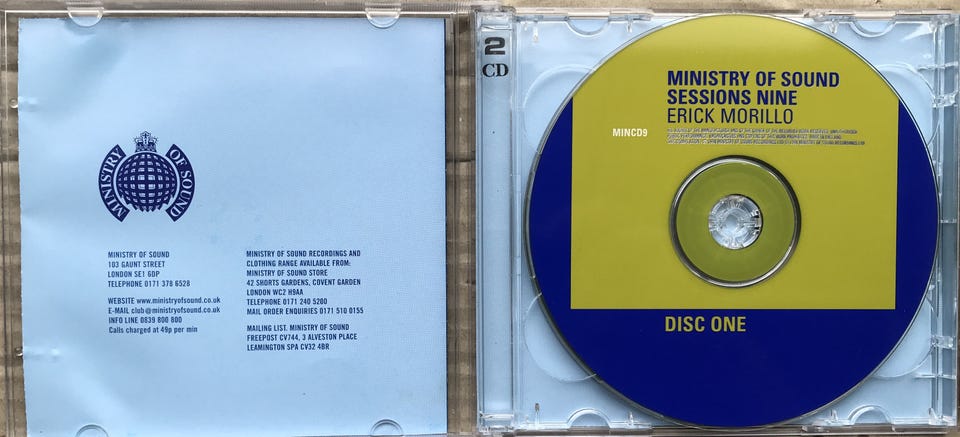 MINISTRY OF SOUND
MINISTRY OF SOUND
103 GAUNT STREET
LONDON SE1 6DP
TELEPHONE 0171 378 6528
WEBSITE www.ministryofsound.co.uk
E-MAIL club@ministryofsound.co.uk
INFO LINE 0839 800 800
Calls charged at 49p per min
MINISTRY OF SOUND RECORDINGS AND
CLOTHING RANGE AVAILABLE FROM:
MINISTRY OF SOUND STORE
42 SHORTS GARDENS, COVENT GARDEN
LONDON WC2 H9AA
TELEPHONE 0171 240 5200
MAIL ORDER ENQUIRIES 0171 510 0155
MAILING LIST. MINISTRY OF SOUND
FREEPOST CV744, 3 ALVESTON PLACE
LEAMINGTON SPA CV32 4BR
2
CD
MINISTRY OF SOUND
SESSIONS NINE
ERICK MORILLO
MINCD9
DISC ONE